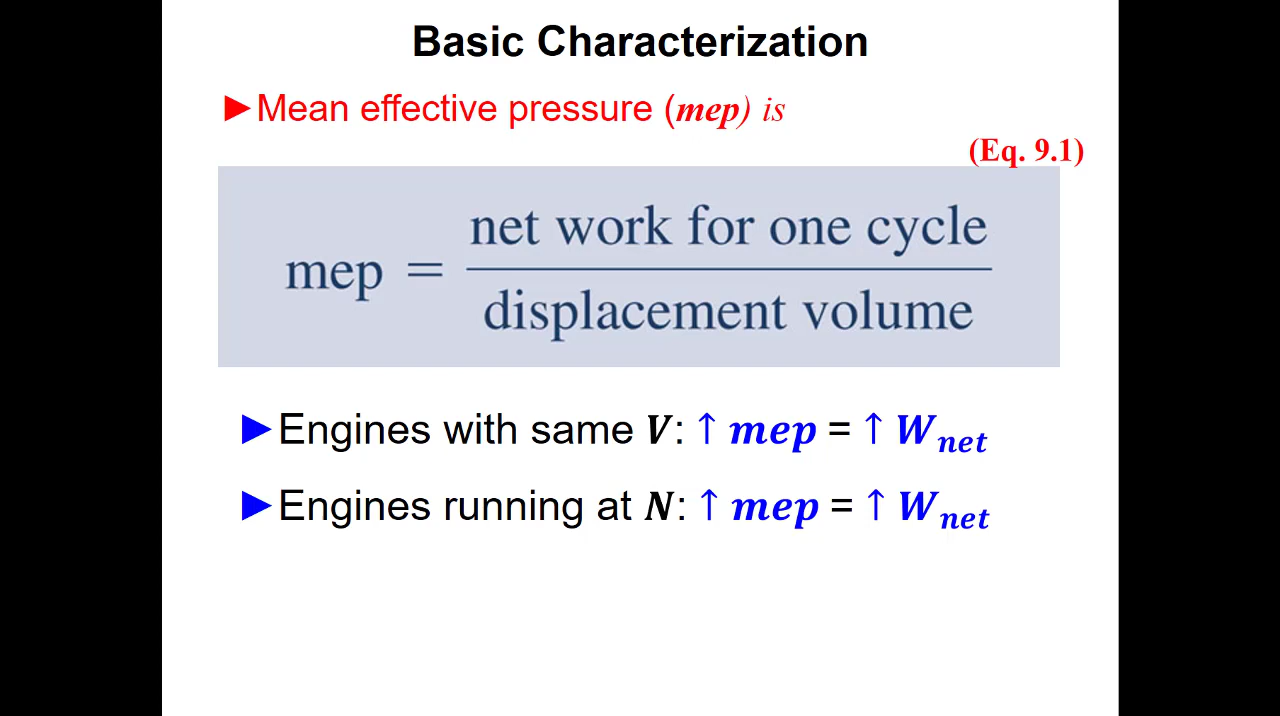 Basic Characterization
►Mean effective pressure (mep) is
(Eq. 9.1)
mep = net work for one cycle / displacement volume
►Engines with same V: ↑ mep = ↑ W_net
►Engines running at N: ↑ mep = ↑ W_net